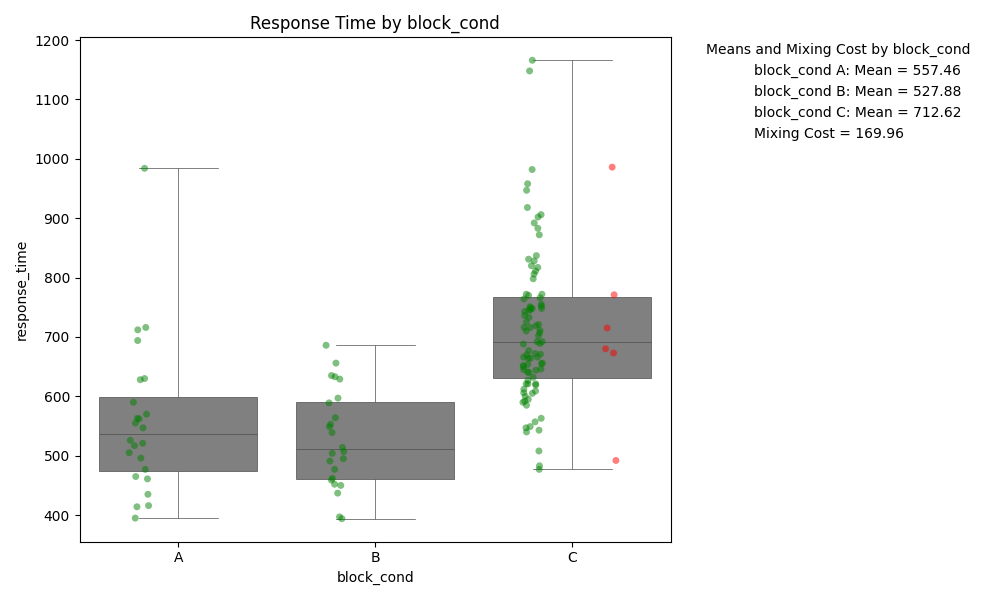 Response Time by block_cond
Means and Mixing Cost by block_cond
block_cond A: Mean = 557.46
block_cond B: Mean = 527.88
block_cond C: Mean = 712.62
Mixing Cost = 169.96
response_time
1200
1100
1000
900
800
700
600
500
400
A
B
C
block_cond